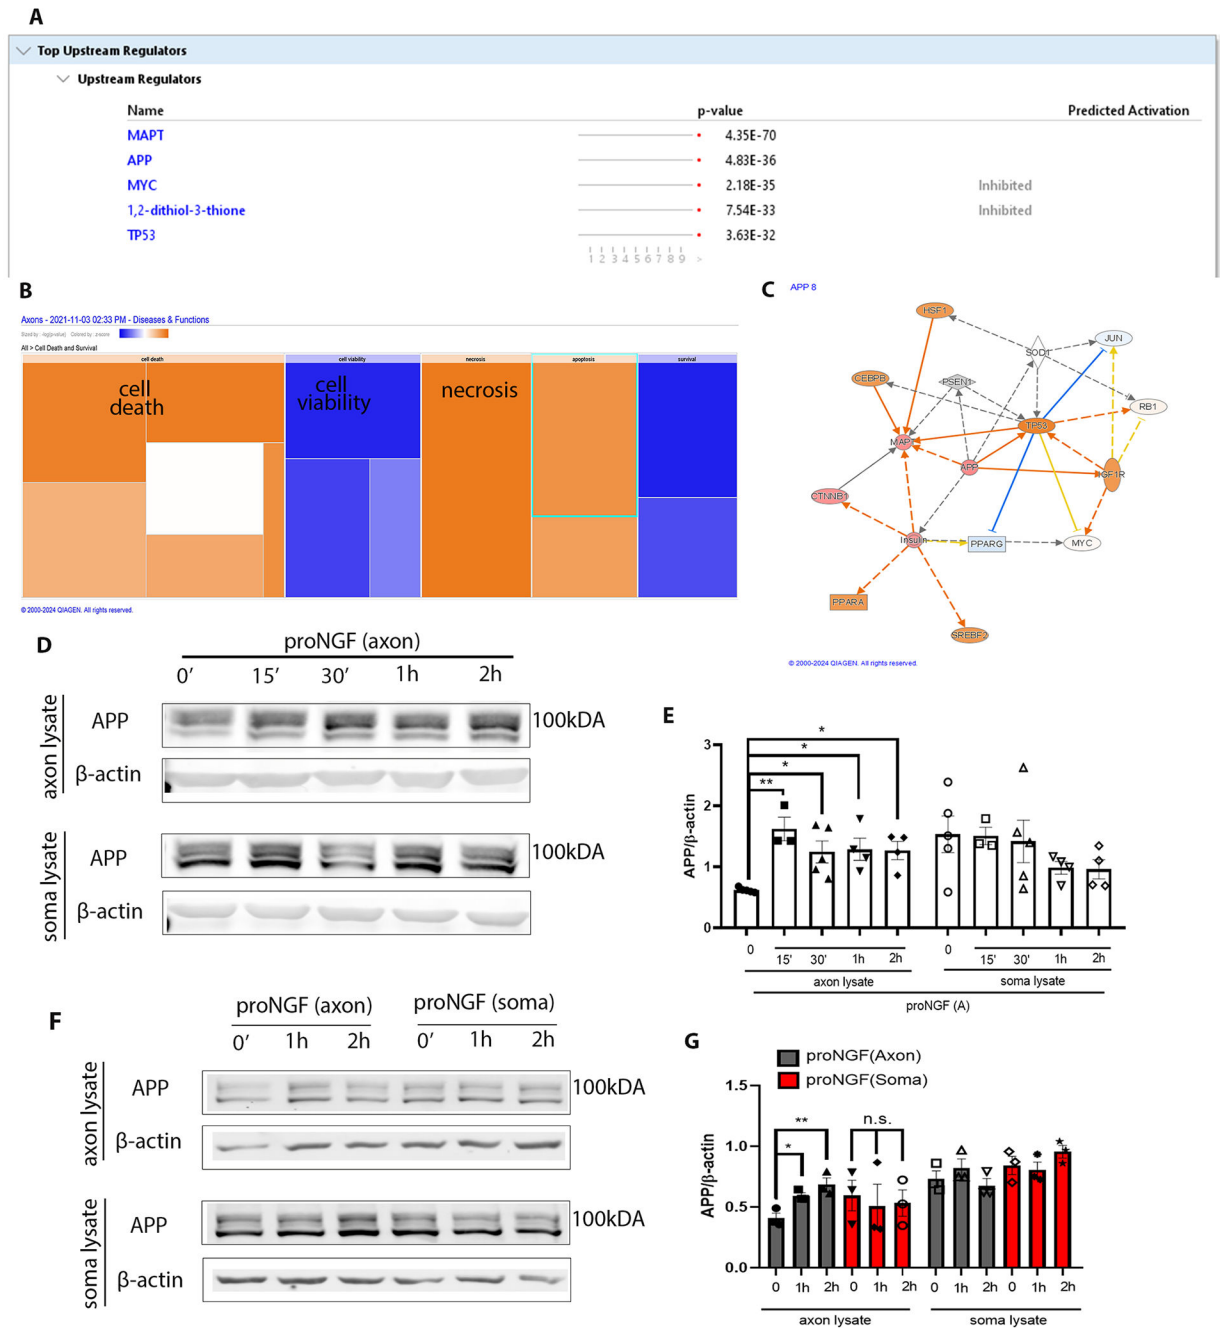 A
Top Upstream Regulators
Upstream Regulators
Name p-value Predicted Activation
MAPT 4.35E-70
APP 4.83E-36
MYC 2.18E-35 Inhibited
1,2-dithiol-3-thione 7.54E-33 Inhibited
TP53 3.63E-32
1 2 3 4 5 6 7 8 9 >
B
Axons - 2021-11-03 02:33 PM - Diseases & Functions
Sized by: -log(p-value) Colored by: z-score
All > Cell Death and Survival
cell death cell viability necrosis apoptosis survival
cell death
cell viability
necrosis
© 2000-2024 QIAGEN. All rights reserved.
C APP 8
HSF1
JUN
SOD1
CEBPB
PSEN1
RB1
TP53
MAPT
APP
IGF1R
CTNNB1
Insulin
PPARG
MYC
PPARA
SREBF2
© 2000-2024 QIAGEN. All rights reserved.
D
proNGF (axon)
0’ 15’ 30’ 1h 2h
axon lysate
APP 100kDA
β-actin
soma lysate
APP 100kDA
β-actin
E
APP/β-actin
3
2
1
0
*
*
*
**
0 15' 30' 1h 2h 0 15' 30' 1h 2h
axon lysate soma lysate
proNGF (A)
F
proNGF (axon) proNGF (soma)
0’ 1h 2h 0’ 1h 2h
axon lysate
APP 100kDA
β-actin
soma lysate
APP 100kDA
β-actin
G
proNGF(Axon)
proNGF(Soma)
APP/β-actin
1.5
1.0
0.5
0.0
**
*
n.s.
0 1h 2h 0 1h 2h 0 1h 2h 0 1h 2h
axon lysate soma lysate